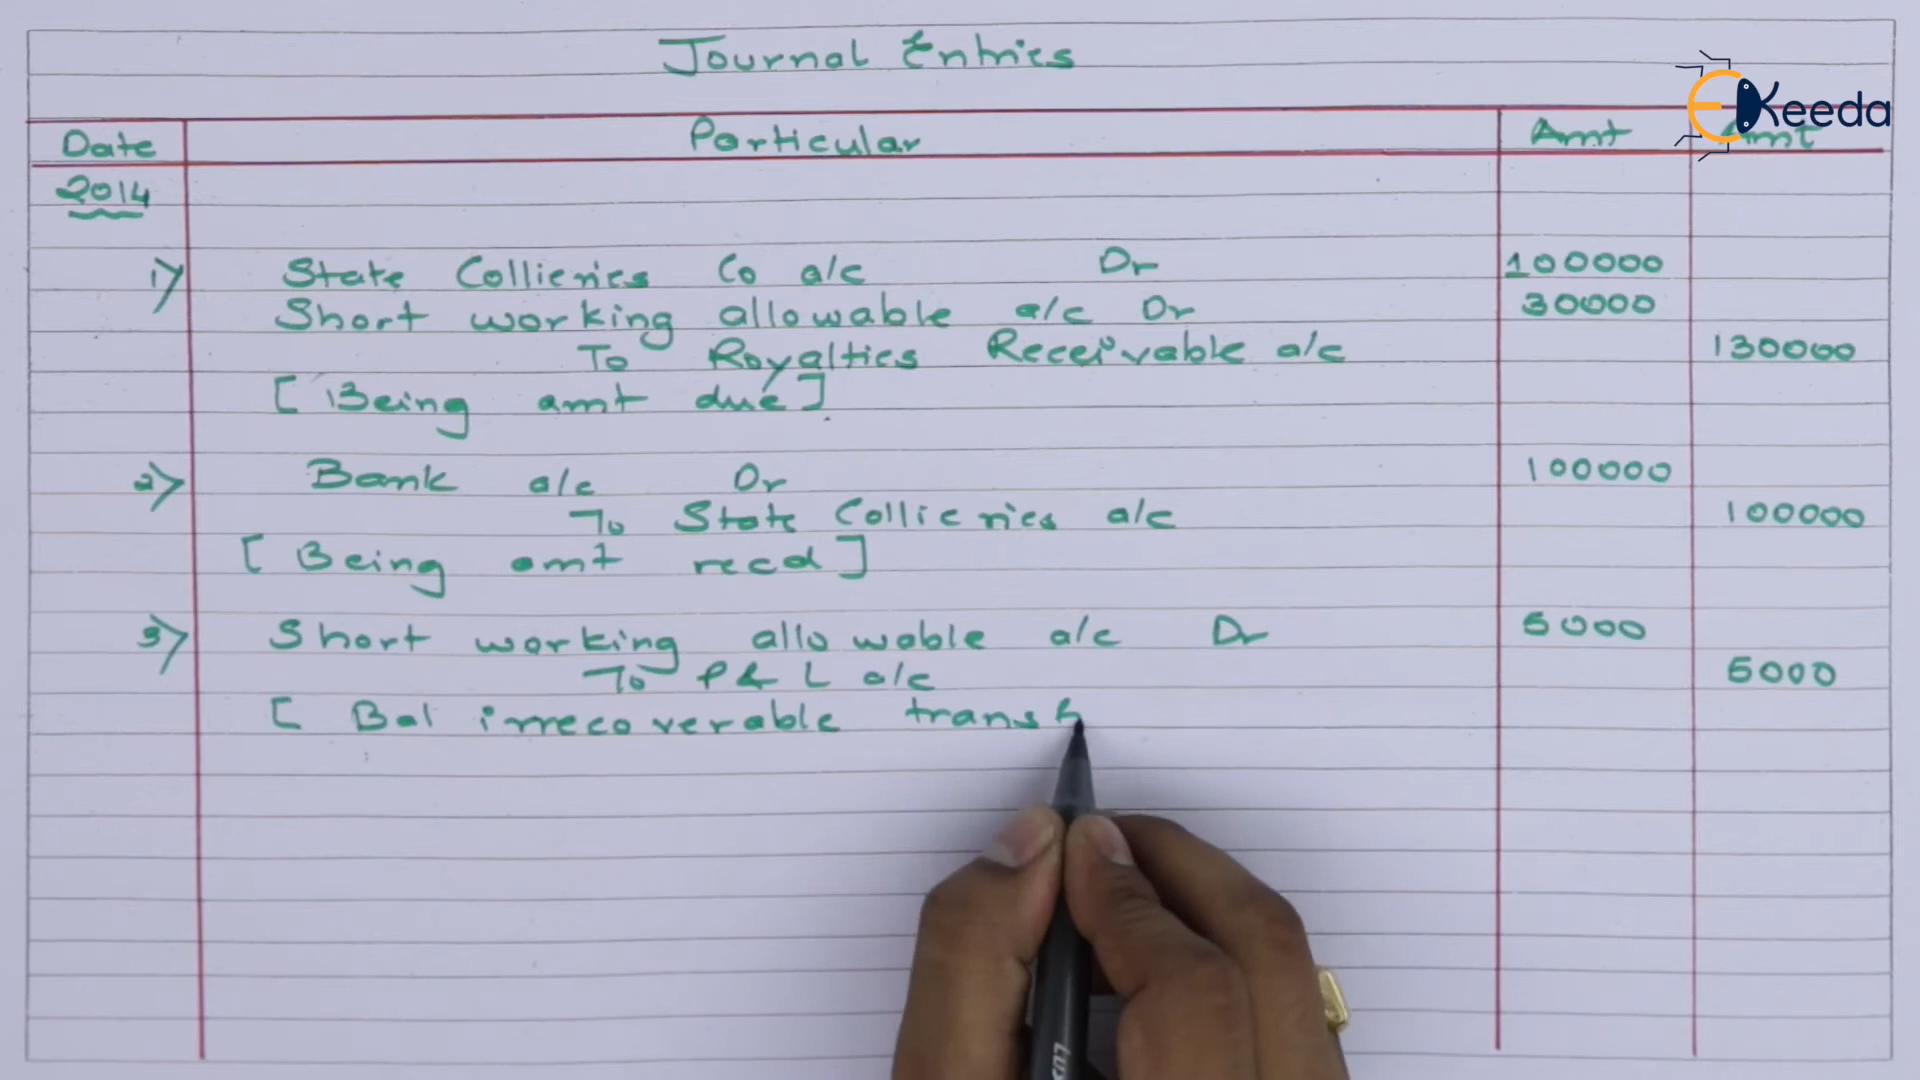 Journal Entries
Keeda
Date Particular Amt Amt
2014
1) State Collieries Co a/c Dr 100000
Short working allowable a/c Dr 30000
To Royalties Receivable a/c 130000
[ Being amt due ]
2) Bank a/c Dr 100000
To State Collieries a/c 100000
[ Being amt recd ]
3) Short working allowable a/c Dr 5000
To P & L a/c 5000
[ Bal irrecoverable transf